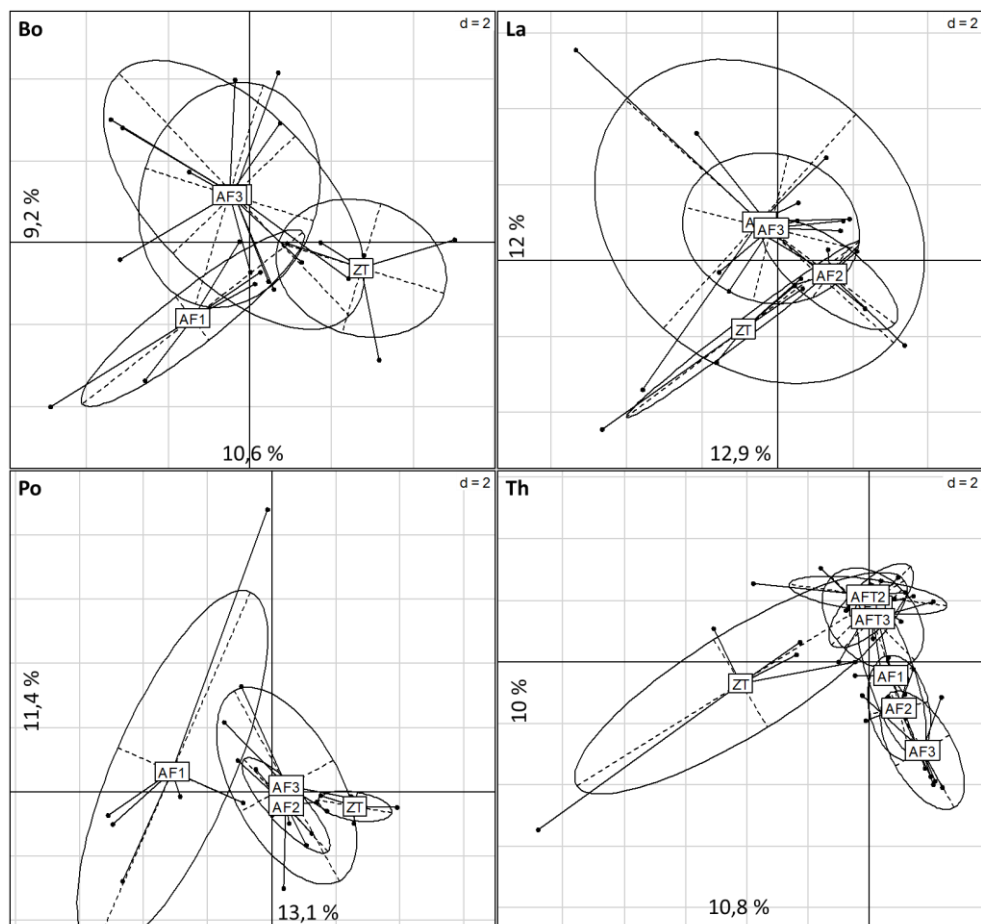 Bo
d = 2
AF3
9,2 %
ZT
AF1
10,6 %
La
d = 2
AF3
12 %
AF2
ZT
12,9 %
Po
d = 2
11,4 %
AF1
AF3
AF2
ZT
13,1 %
Th
d = 2
AFT2
AFT3
10 %
ZT
AF1
AF2
AF3
10,8 %